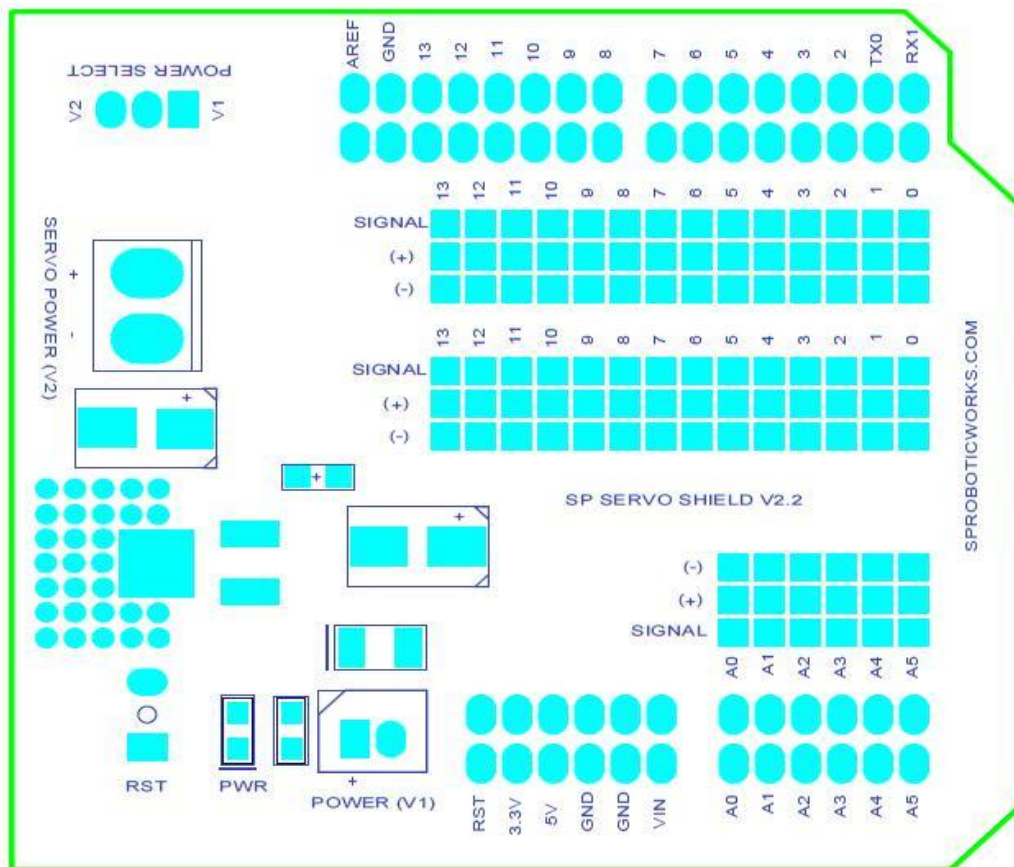 POWER SELECT
V2
V1
AREF GND 13 12 11 10 9 8 7 6 5 4 3 2 TX0 RX1
13 12 11 10 9 8 7 6 5 4 3 2 1 0
SIGNAL
(+)
(-)
SERVO POWER (V2)
+
-
13 12 11 10 9 8 7 6 5 4 3 2 1 0
SIGNAL
(+)
(-)
+
+
+
SP SERVO SHIELD V2.2
SPROBOTICWORKS.COM
(-)
(+)
SIGNAL
A0 A1 A2 A3 A4 A5
RST
PWR
+
POWER (V1)
RST 3.3V 5V GND GND VIN
A0 A1 A2 A3 A4 A5